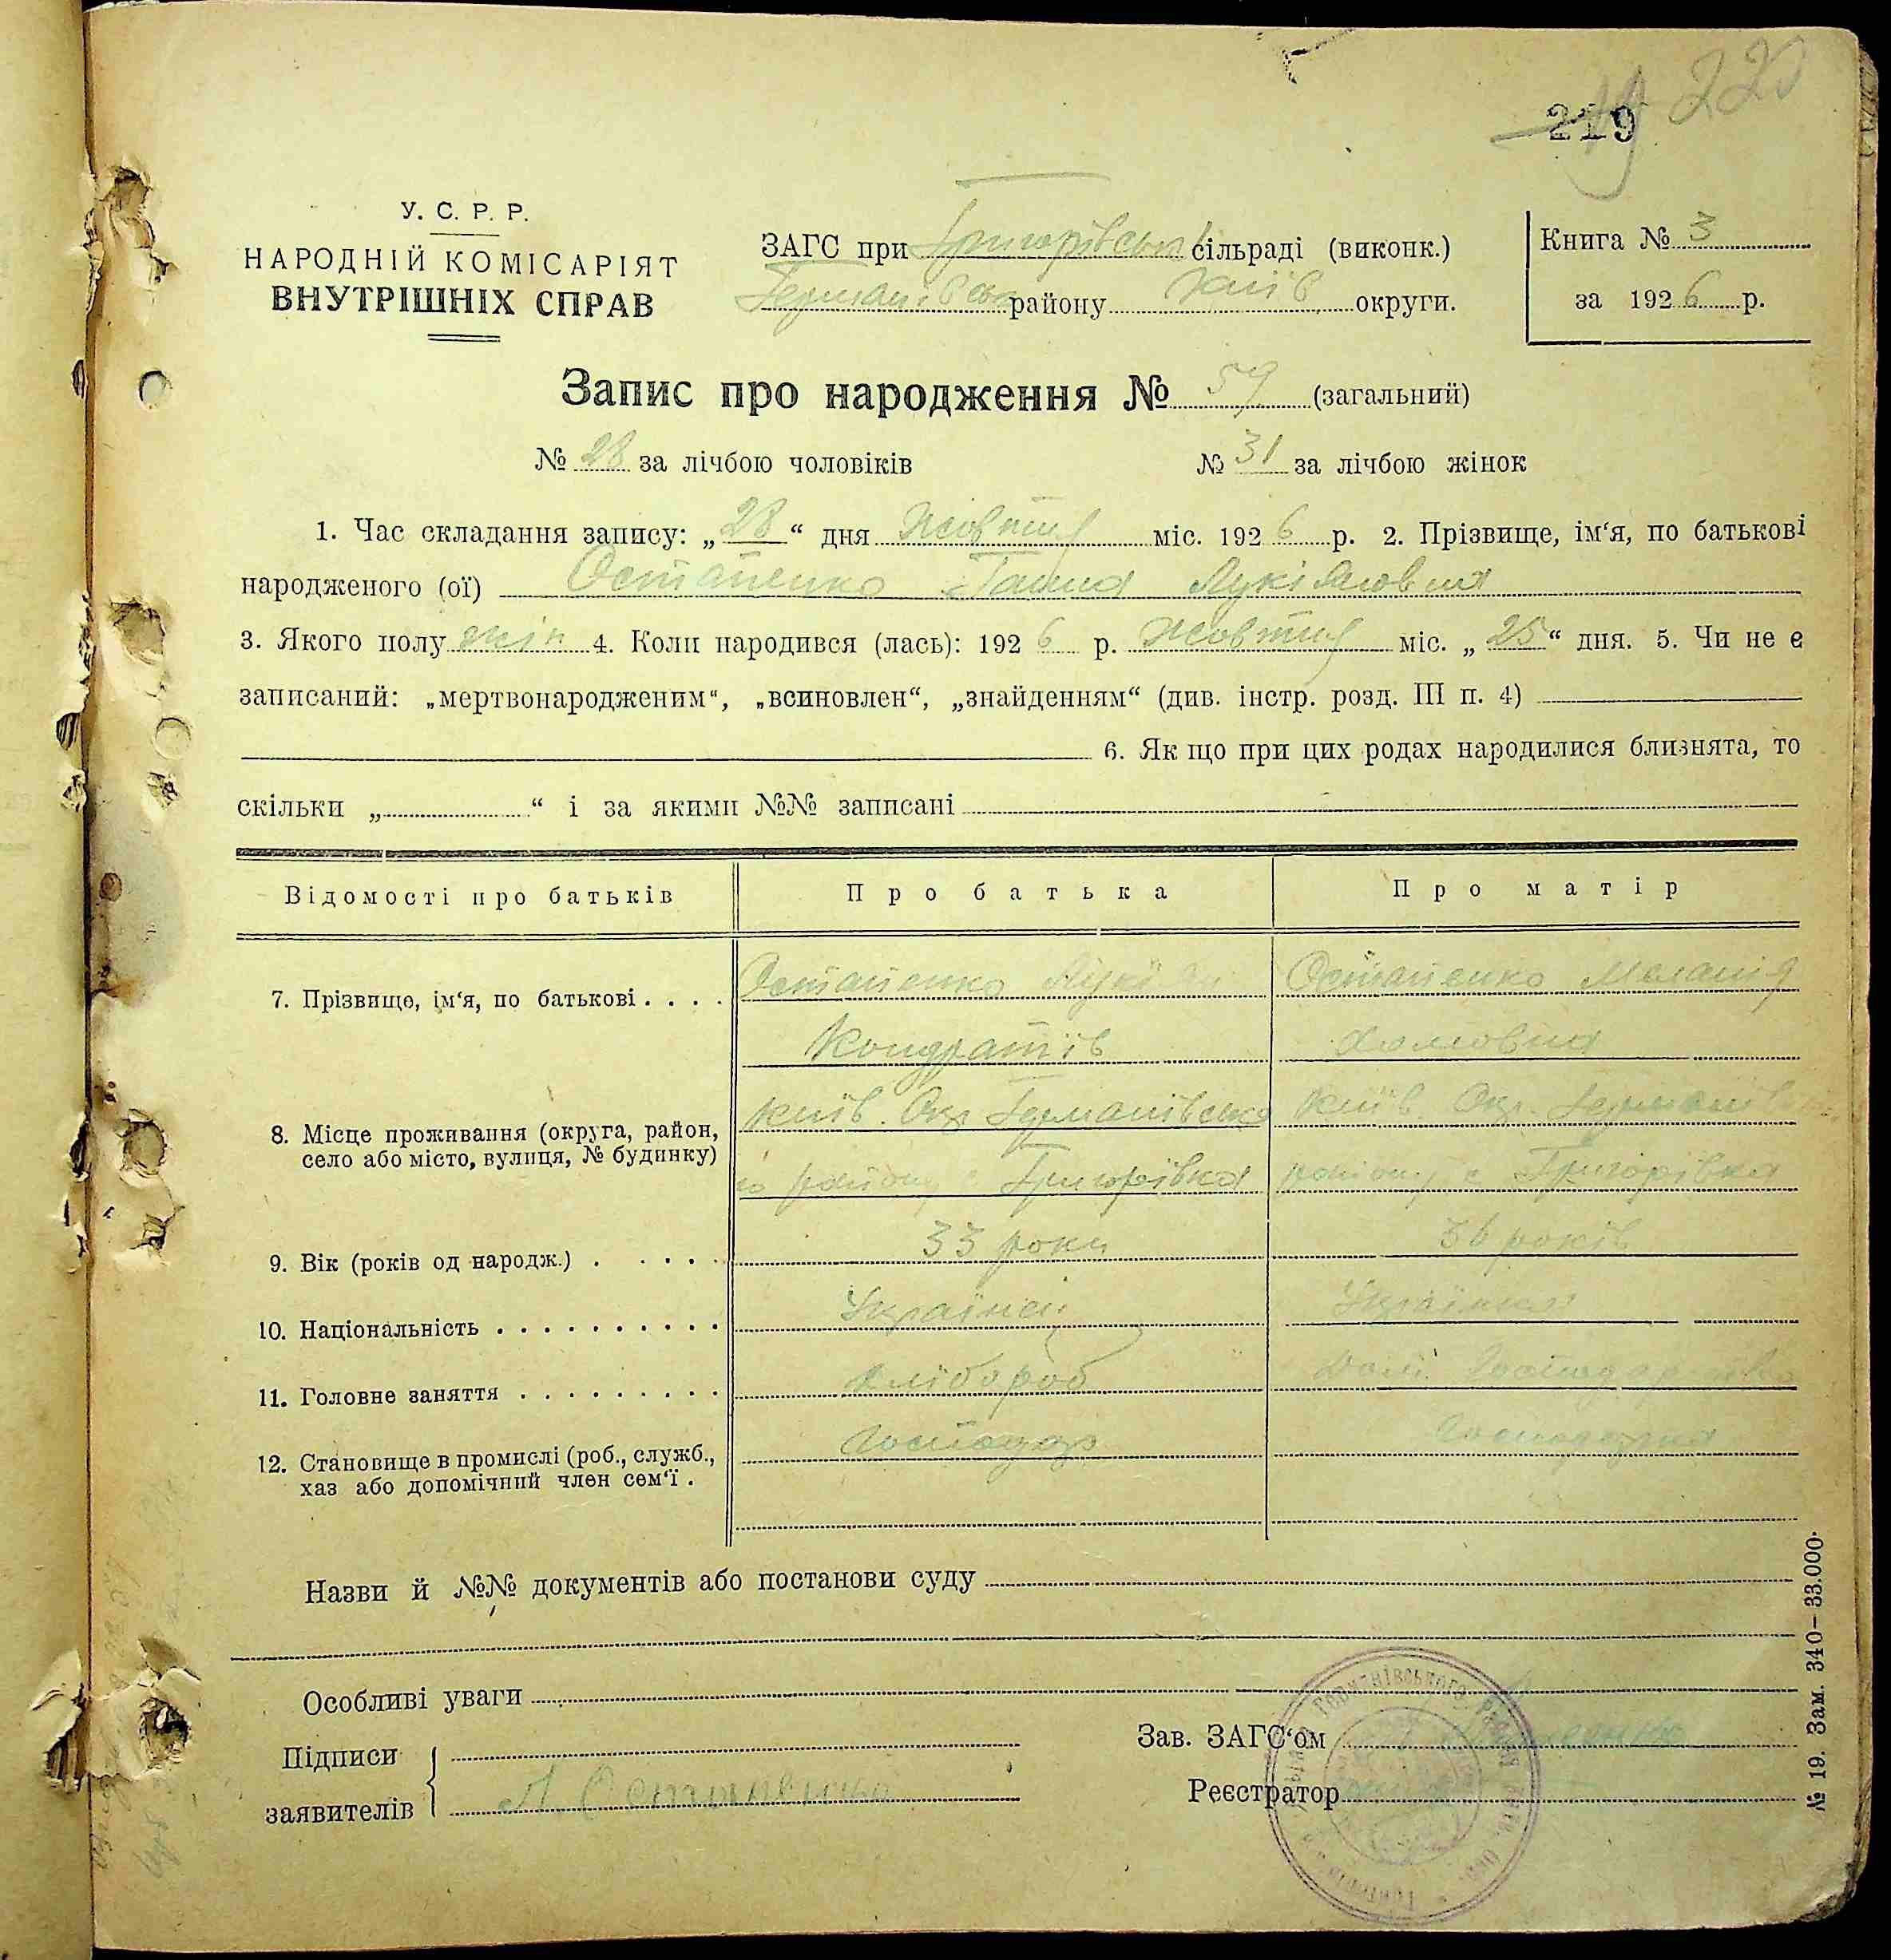 219 220
У. С. Р. Р.
НАРОДНІЙ КОМІСАРІЯТ
ВНУТРІШНІХ СПРАВ
ЗАГС при Григорівськ сільраді (виконк.)
Германівськ району Київ округи.
Книга № 3
за 1926 р.
Запис про народження № 59 (загальний)
№ 28 за лічбою чоловіків № 31 за лічбою жінок
1. Час складання запису: „28“ дня Жовтня міс. 1926 р. 2. Прізвище, ім‘я, по батькові
народженого (ої) Остапенко Ганна Лукіяновна
3. Якого полу жін 4. Коли народився (лась): 1926 р. Жовтня міс. „25“ дня. 5. Чи не є
записаний: „мертвонародженим“, „всиновлен“, „знайденням“ (див. інстр. розд. III п. 4)
6. Як що при цих родах народилися близнята, то
скільки „ “ і за якими №№ записані
Відомості про батьків Про батька Про матір
7. Прізвище, ім‘я, по батькові . . . . Остапенко Лукіян Остапенко Меланія
Кондратів Хомовна
8. Місце проживання (округа, район, Київ. Окр. Германівсько Київ. Окр. Германів
село або місто, вулиця, № будинку) го району с Григорівка району с Григорівка
9. Вік (років од народж.) . . . . . 33 роки 36 років
10. Національність . . . . . . . . . . Українец Українка
11. Головне заняття . . . . . . . . . Хлібороб Дом. Господарство
12. Становище в промислі (роб., служб., Господар Господарка
хаз або допомічний член сем‘ї .
Назви й №№ документів або постанови суду
Особливі уваги
Підписи
заявителів Л Остапенко
Зав. ЗАГС‘ом
Реєстратор
№ 19. Зам. 340–33.000.